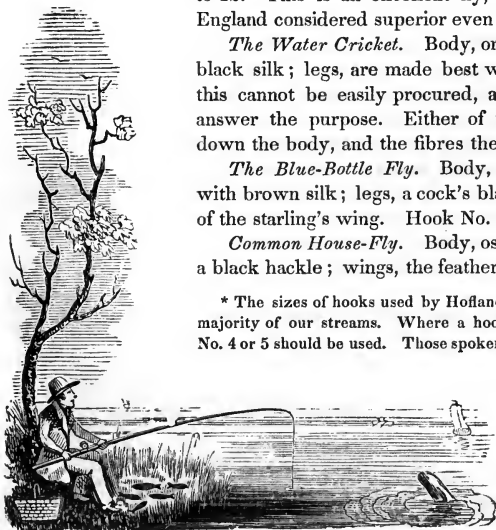 England considered superior even
The Water Cricket. Body, or
black silk; legs, are made best w
this cannot be easily procured, a
answer the purpose. Either of
down the body, and the fibres the
The Blue-Bottle Fly. Body,
with brown silk; legs, a cock's bla
of the starling's wing. Hook No.
Common House-Fly. Body, os
a black hackle; wings, the feather
* The sizes of hooks used by Hoflan
majority of our streams. Where a hoo
No. 4 or 5 should be used. Those spoke